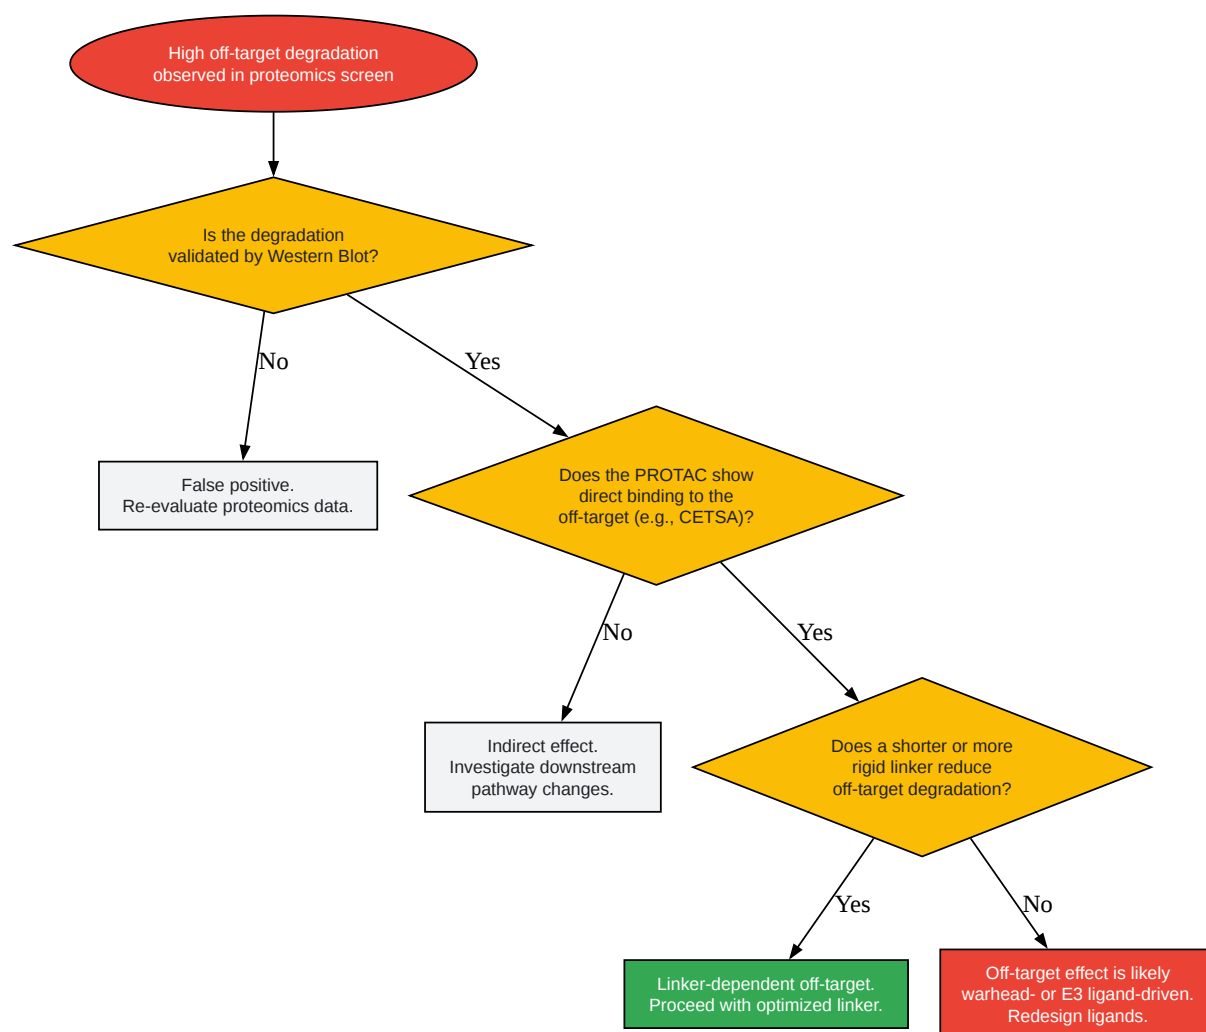 High off-target degradation
observed in proteomics screen
Is the degradation
validated by Western Blot?
No
Yes
False positive.
Re-evaluate proteomics data.
Does the PROTAC show
direct binding to the
off-target (e.g., CETSA)?
No
Yes
Indirect effect.
Investigate downstream
pathway changes.
Does a shorter or more
rigid linker reduce
off-target degradation?
Yes
No
Linker-dependent off-target.
Proceed with optimized linker.
Off-target effect is likely
warhead- or E3 ligand-driven.
Redesign ligands.